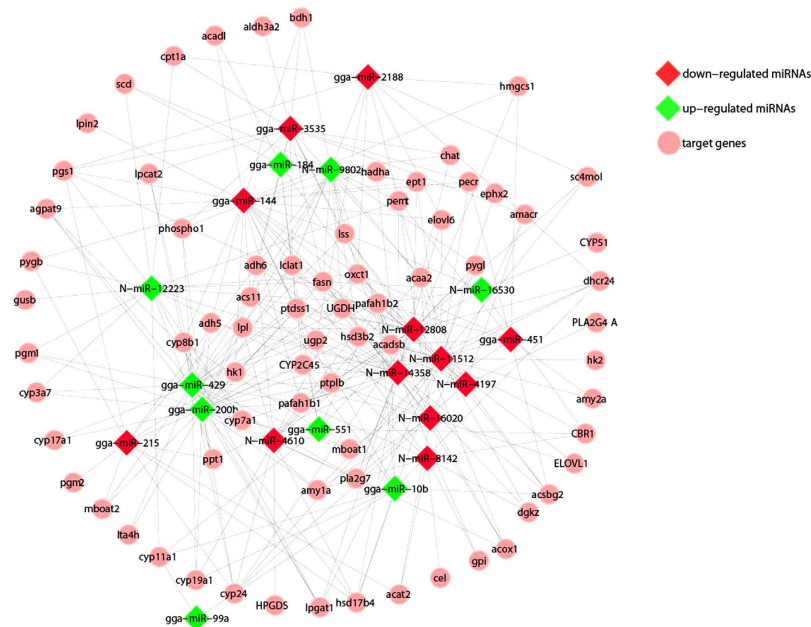 bdh1
aldh3a2
acadl
cpt1a
gga-miR-2188
scd
hmgcs1
lpin2
gga-miR-3535
chat
gga-miR-184
N-miR-9802
hadha
pgs1
lpcat2
ept1
pecr
sc4mol
pemt
ephx2
gga-miR-144
agpat9
elovl6
amacr
phospho1
lss
CYP51
pygb
adh6
lclat1
oxct1
acaa2
pygl
fasn
dhcr24
N-miR-12223
N-miR-16530
gusb
acs11
ptdss1
UGDH
pafah1b2
adh5
lpl
N-miR-12808
PLA2G4 A
hsd3b2
cyp8b1
ugp2
acadsb
gga-miR-451
pgm1
N-miR-11512
hk2
CYP2C45
hk1
N-miR-14358
gga-miR-429
ptplb
N-miR-4197
cyp3a7
amy2a
pafah1b1
gga-miR-200b
cyp7a1
N-miR-16020
gga-miR-551
CBR1
cyp17a1
gga-miR-215
N-miR-4610
mboat1
N-miR-8142
ppt1
ELOVL1
pgm2
pla2g7
amy1a
gga-miR-10b
acsbg2
mboat2
dgkz
lta4h
acox1
cyp11a1
gpi
cyp19a1
cel
cyp24
acat2
HPGDS
lpgat1
hsd17b4
gga-miR-99a
down-regulated miRNAs
up-regulated miRNAs
target genes